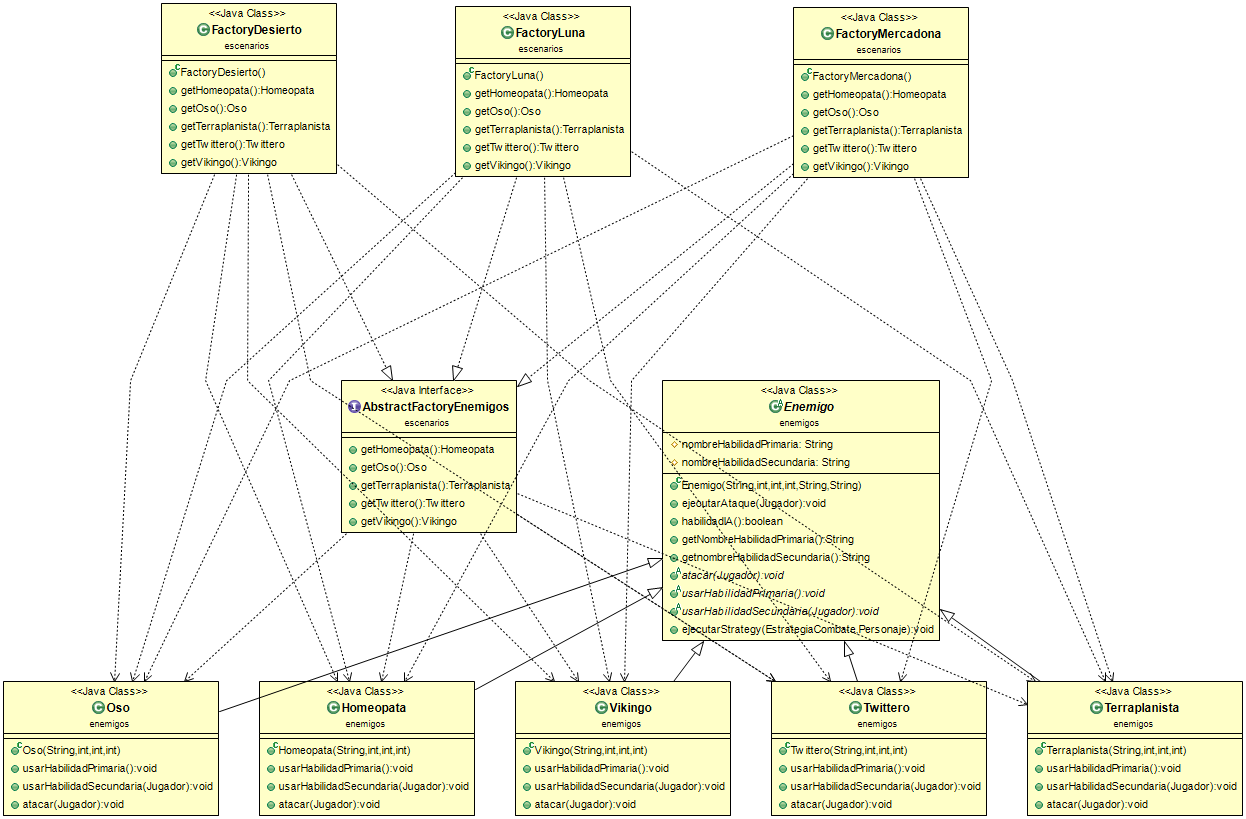 <<Java Class>>
FactoryDesierto
escenarios
FactoryDesierto()
getHomeopata():Homeopata
getOso():Oso
getTerraplanista():Terraplanista
getTwittero():Twittero
getVikingo():Vikingo
<<Java Class>>
FactoryLuna
escenarios
FactoryLuna()
getHomeopata():Homeopata
getOso():Oso
getTerraplanista():Terraplanista
getTwittero():Twittero
getVikingo():Vikingo
<<Java Class>>
FactoryMercadona
escenarios
FactoryMercadona()
getHomeopata():Homeopata
getOso():Oso
getTerraplanista():Terraplanista
getTwittero():Twittero
getVikingo():Vikingo
<<Java Interface>>
AbstractFactoryEnemigos
escenarios
getHomeopata():Homeopata
getOso():Oso
getTerraplanista():Terraplanista
getTwittero():Twittero
getVikingo():Vikingo
<<Java Class>>
Enemigo
enemigos
nombreHabilidadPrimaria: String
nombreHabilidadSecundaria: String
Enemigo(String,int,int,int,String,String)
ejecutarAtaque(Jugador):void
habilidadIA():boolean
getNombreHabilidadPrimaria():String
getnombreHabilidadSecundaria():String
atacar(Jugador):void
usarHabilidadPrimaria():void
usarHabilidadSecundaria(Jugador):void
ejecutarStrategy(EstrategiaCombate,Personaje):void
<<Java Class>>
Oso
enemigos
Oso(String,int,int,int)
usarHabilidadPrimaria():void
usarHabilidadSecundaria(Jugador):void
atacar(Jugador):void
<<Java Class>>
Homeopata
enemigos
Homeopata(String,int,int,int)
usarHabilidadPrimaria():void
usarHabilidadSecundaria(Jugador):void
atacar(Jugador):void
<<Java Class>>
Vikingo
enemigos
Vikingo(String,int,int,int)
usarHabilidadPrimaria():void
usarHabilidadSecundaria(Jugador):void
atacar(Jugador):void
<<Java Class>>
Twittero
enemigos
Twittero(String,int,int,int)
usarHabilidadPrimaria():void
usarHabilidadSecundaria(Jugador):void
atacar(Jugador):void
<<Java Class>>
Terraplanista
enemigos
Terraplanista(String,int,int,int)
usarHabilidadPrimaria():void
usarHabilidadSecundaria(Jugador):void
atacar(Jugador):void